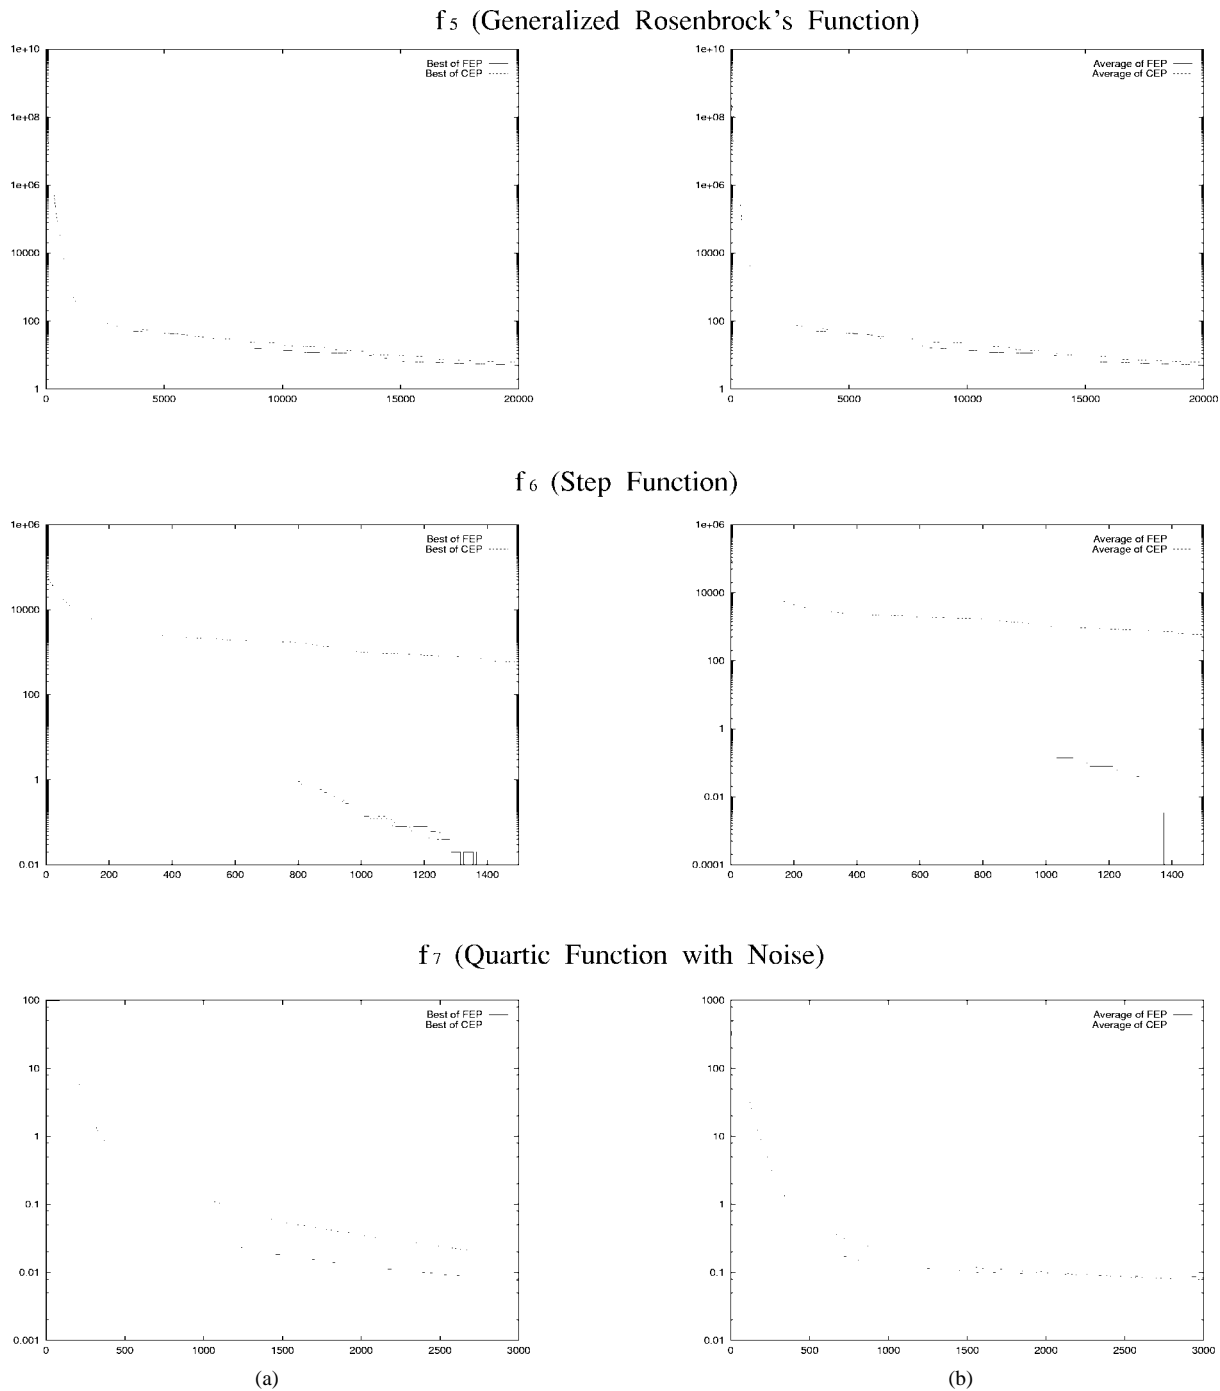 f5 (Generalized Rosenbrock's Function)
1e+10
1e+08
1e+06
10000
100
1
0 5000 10000 15000 20000
Best of FEP
Best of CEP
1e+10
1e+08
1e+06
10000
100
1
0 5000 10000 15000 20000
Average of FEP
Average of CEP
f6 (Step Function)
1e+06
10000
100
1
0.01
0 200 400 600 800 1000 1200 1400
Best of FEP
Best of CEP
1e+06
10000
100
1
0.01
0.0001
0 200 400 600 800 1000 1200 1400
Average of FEP
Average of CEP
f7 (Quartic Function with Noise)
100
10
1
0.1
0.01
0.001
0 500 1000 1500 2000 2500 3000
Best of FEP
Best of CEP
1000
100
10
1
0.1
0.01
0 500 1000 1500 2000 2500 3000
Average of FEP
Average of CEP
(a) (b)